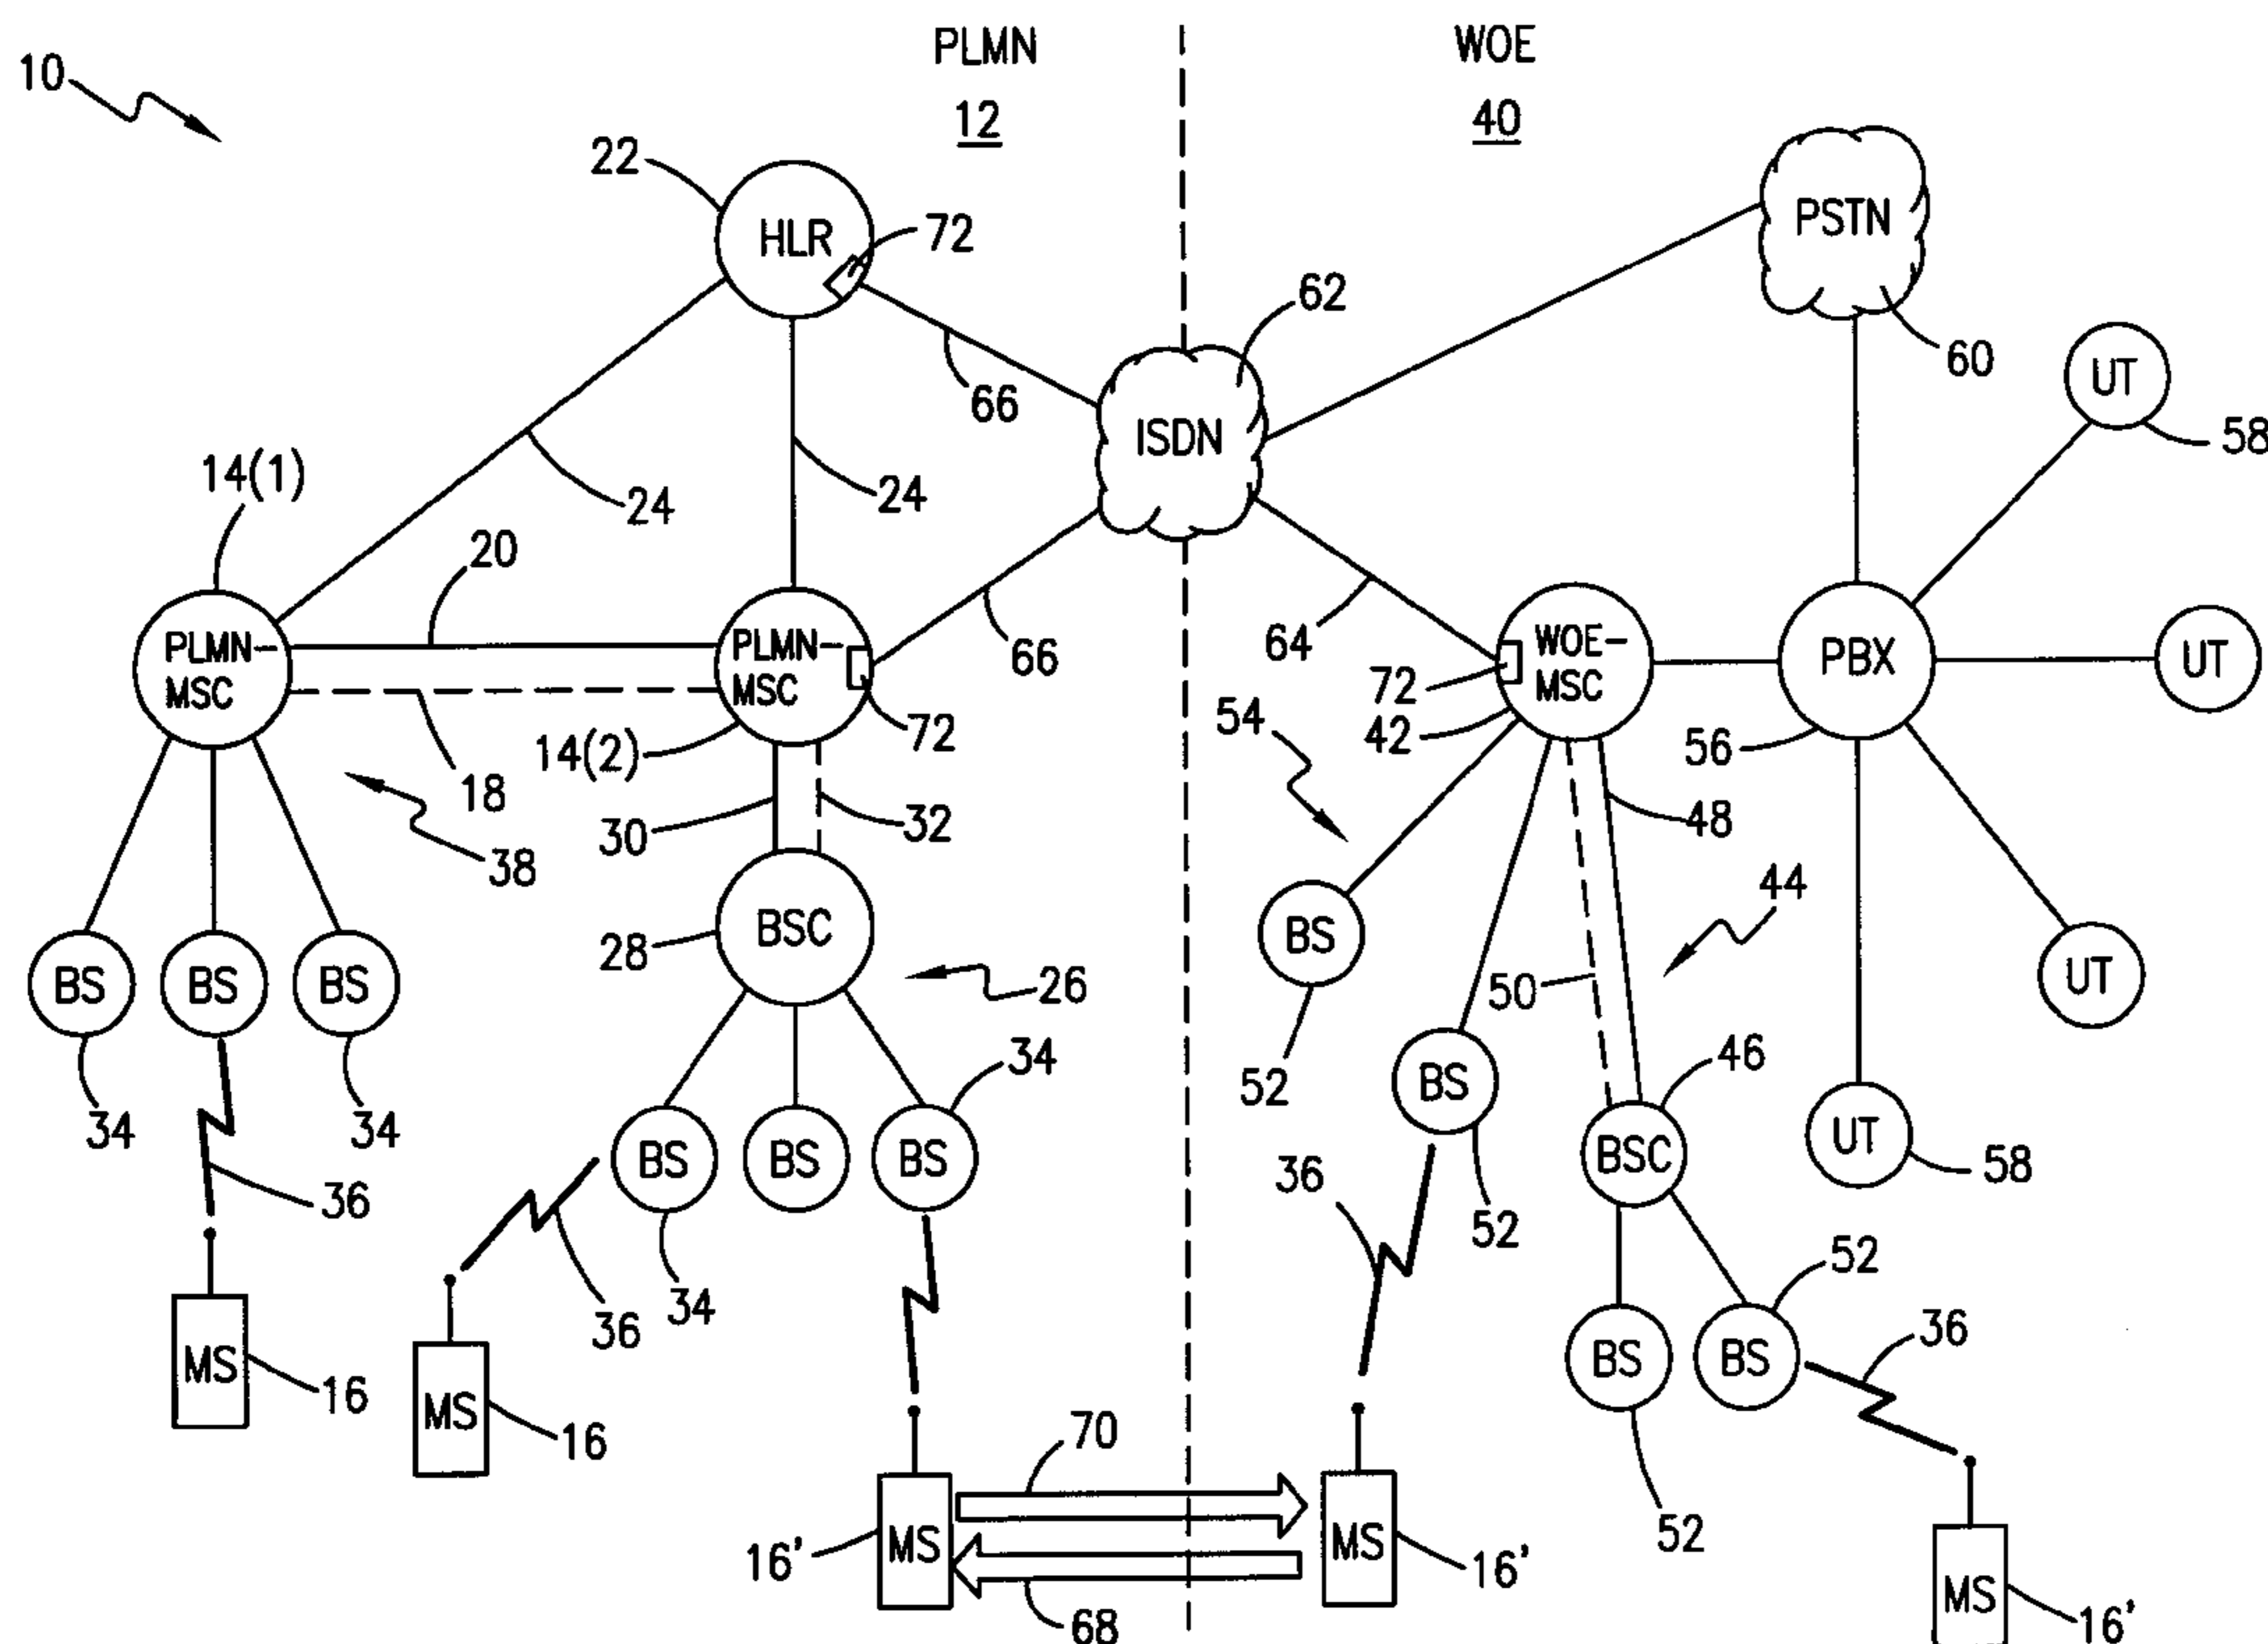 PLMN
WOE
10
12
40
22
HLR
72
PSTN
62
60
UT
58
66
ISDN
14(1)
24
24
20
PLMN-
MSC
PLMN-
MSC
66
64
WOE-
MSC
PBX
UT
72
72
42
54
56
14(2)
18
30
32
48
38
44
BSC
28
BS
26
50
UT
BS
BS
BS
34
34
34
52
BS
46
BSC
UT
58
BS
BS
BS
36
36
52
52
34
36
BS
BS
36
MS
16
MS
16
70
52
16'
MS
MS
16'
68
MS
16'